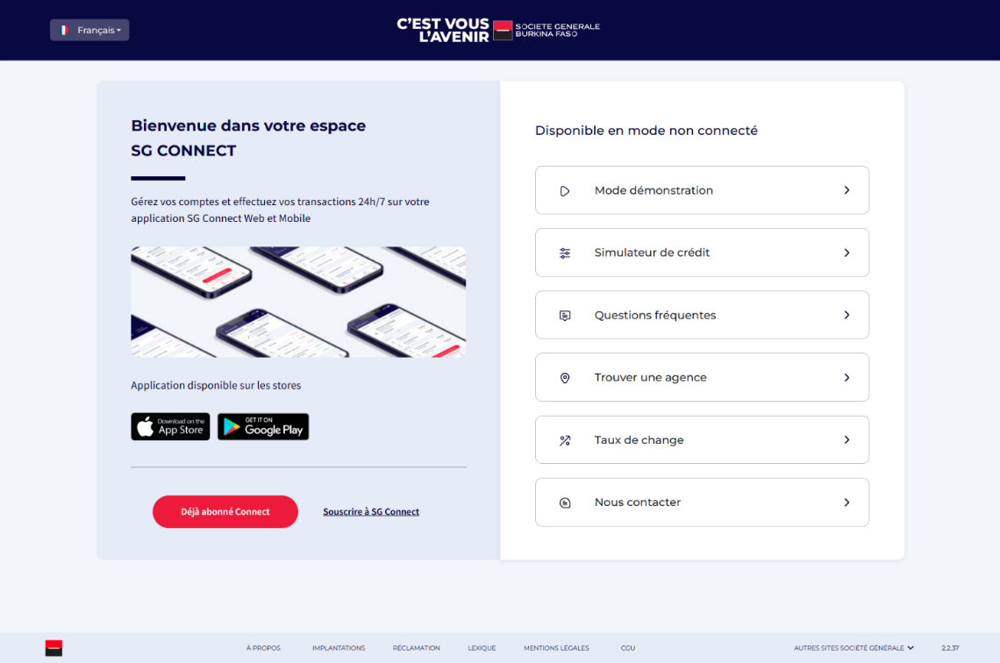 Français
C'EST VOUS
L'AVENIR
SOCIETE GENERALE
BURKINA FASO
Bienvenue dans votre espace
SG CONNECT
Gérez vos comptes et effectuez vos transactions 24h/7 sur votre
application SG Connect Web et Mobile
Application disponible sur les stores
Download on the
App Store
GET IT ON
Google Play
Déjà abonné Connect
Souscrire à SG Connect
Disponible en mode non connecté
Mode démonstration
Simulateur de crédit
Questions fréquentes
Trouver une agence
Taux de change
Nous contacter
À PROPOS
IMPLANTATIONS
RÉCLAMATION
LEXIQUE
MENTIONS LÉGALES
CGU
AUTRES SITES SOCIÉTÉ GÉNÉRALE
2.2.37